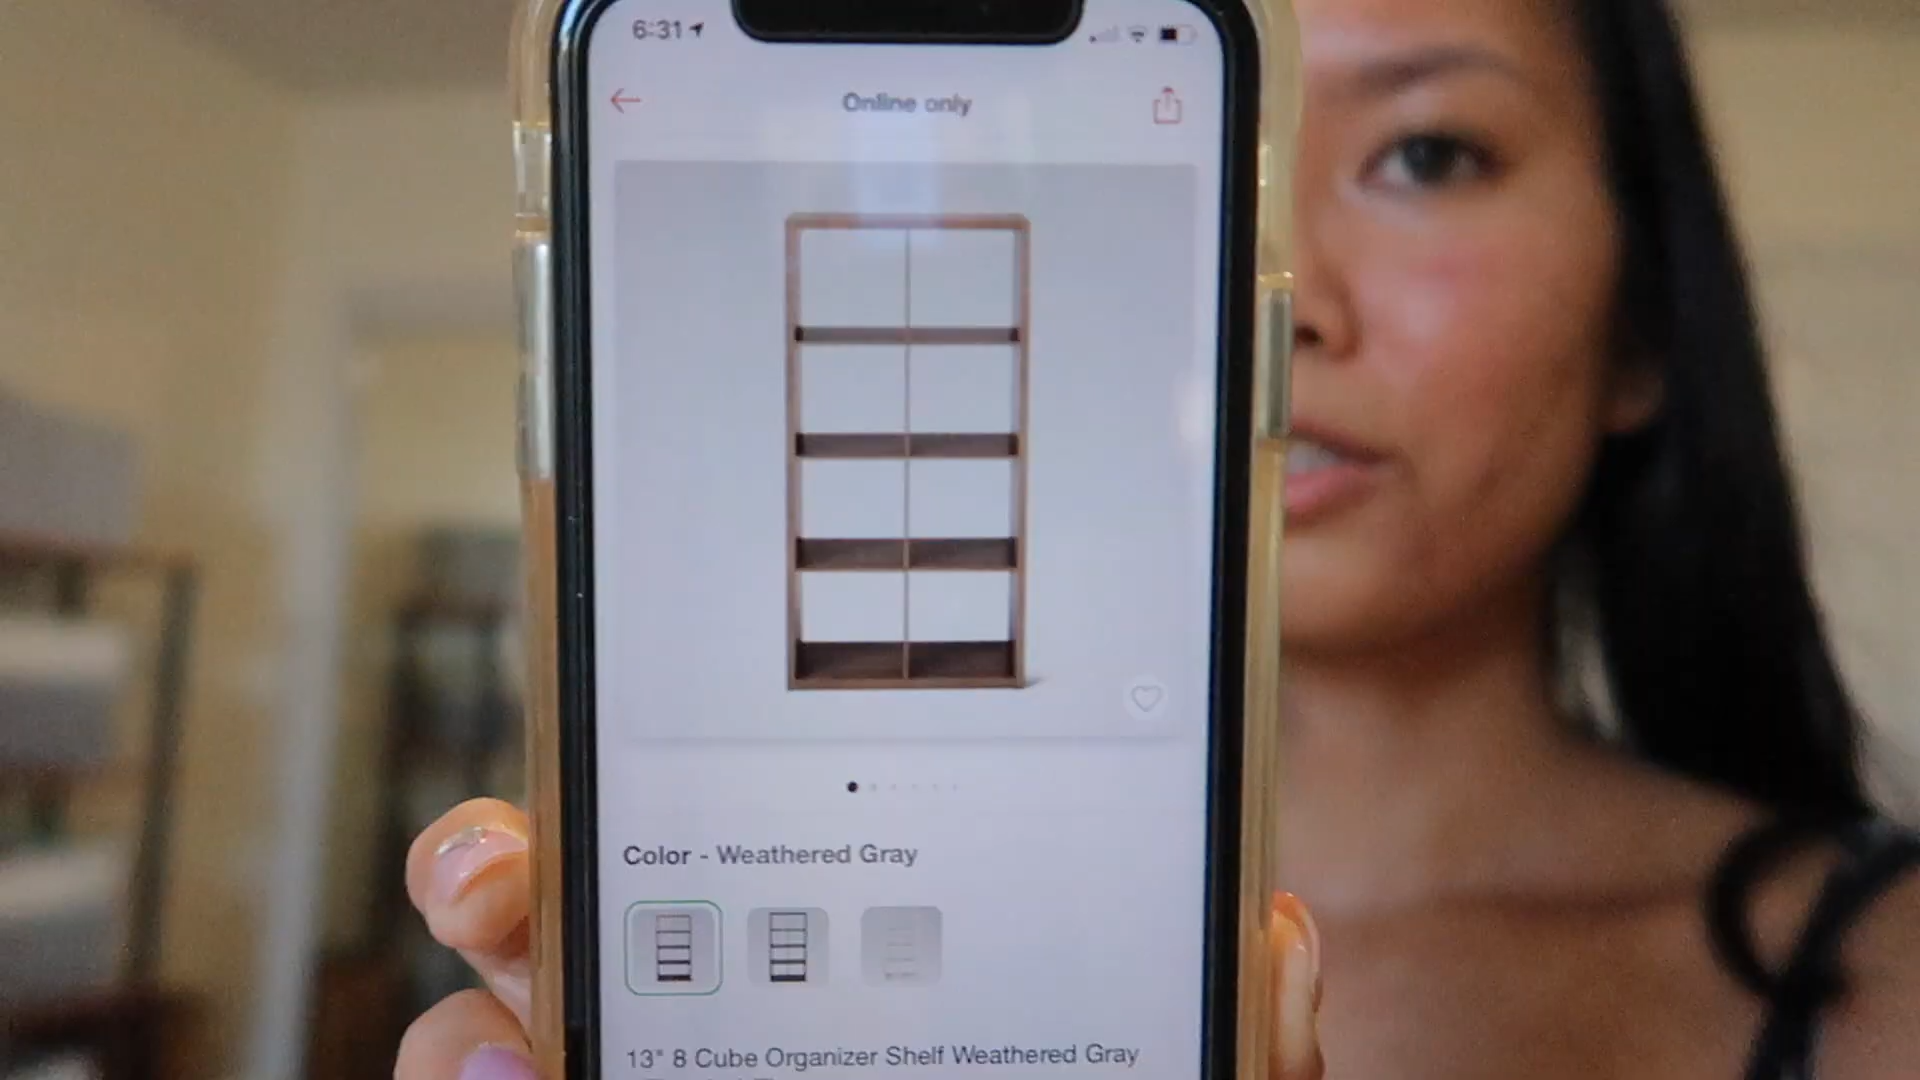 6:31
Online only
Color - Weathered Gray
13" 8 Cube Organizer Shelf Weathered Gray